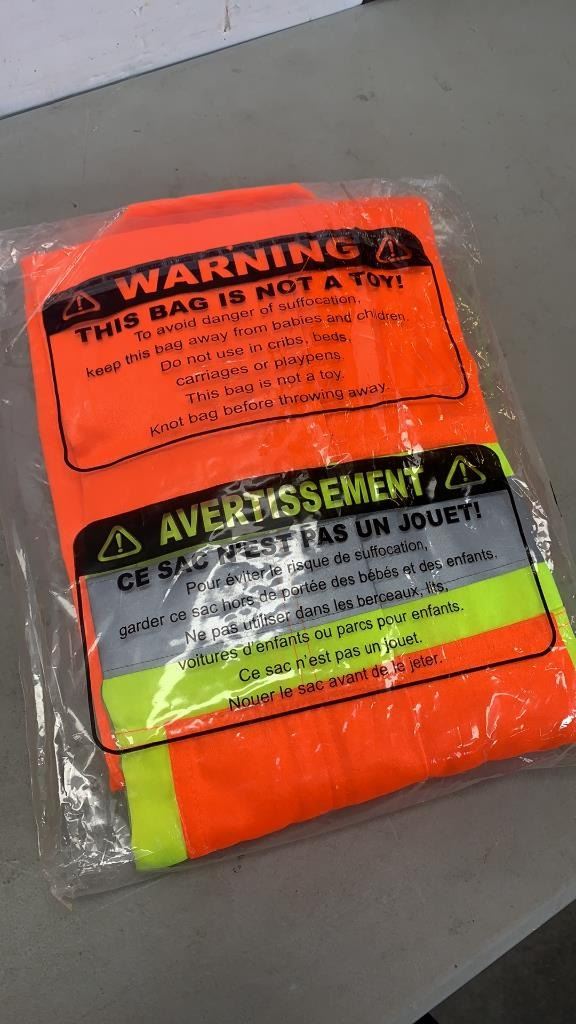 WARNING
THIS BAG IS NOT A TOY!
To avoid danger of suffocation,
keep this bag away from babies and children.
Do not use in cribs, beds,
carriages or playpens.
This bag is not a toy.
Knot bag before throwing away.
AVERTISSEMENT
CE SAC N'EST PAS UN JOUET!
Pour éviter le risque de suffocation,
garder ce sac hors de portée des bébés et des enfants.
Ne pas utiliser dans les berceaux, lits,
voitures d'enfants ou parcs pour enfants.
Ce sac n'est pas un jouet.
Nouer le sac avant de le jeter.